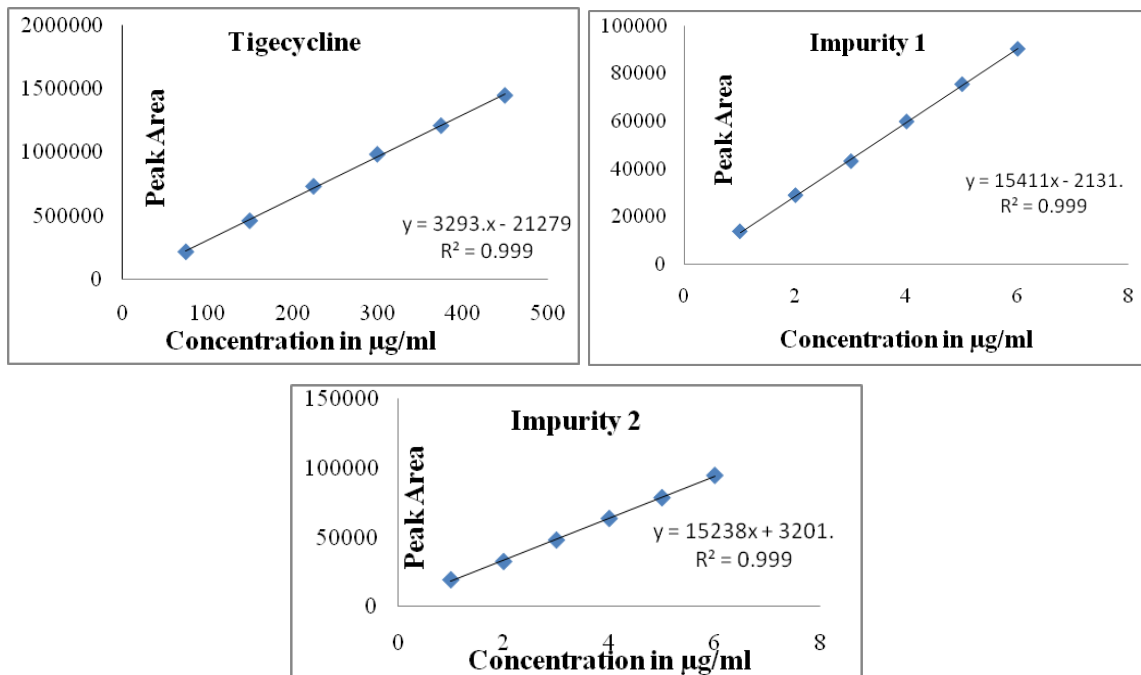 Tigecycline
Peak Area
2000000
1500000
1000000
500000
0
y = 3293.x - 21279
R² = 0.999
0 100 200 300 400 500
Concentration in µg/ml
Impurity 1
Peak Area
100000
80000
60000
40000
20000
0
y = 15411x - 2131.
R² = 0.999
0 2 4 6 8
Concentration in µg/ml
Impurity 2
Peak Area
150000
100000
50000
0
y = 15238x + 3201.
R² = 0.999
0 2 4 6 8
Concentration in µg/ml